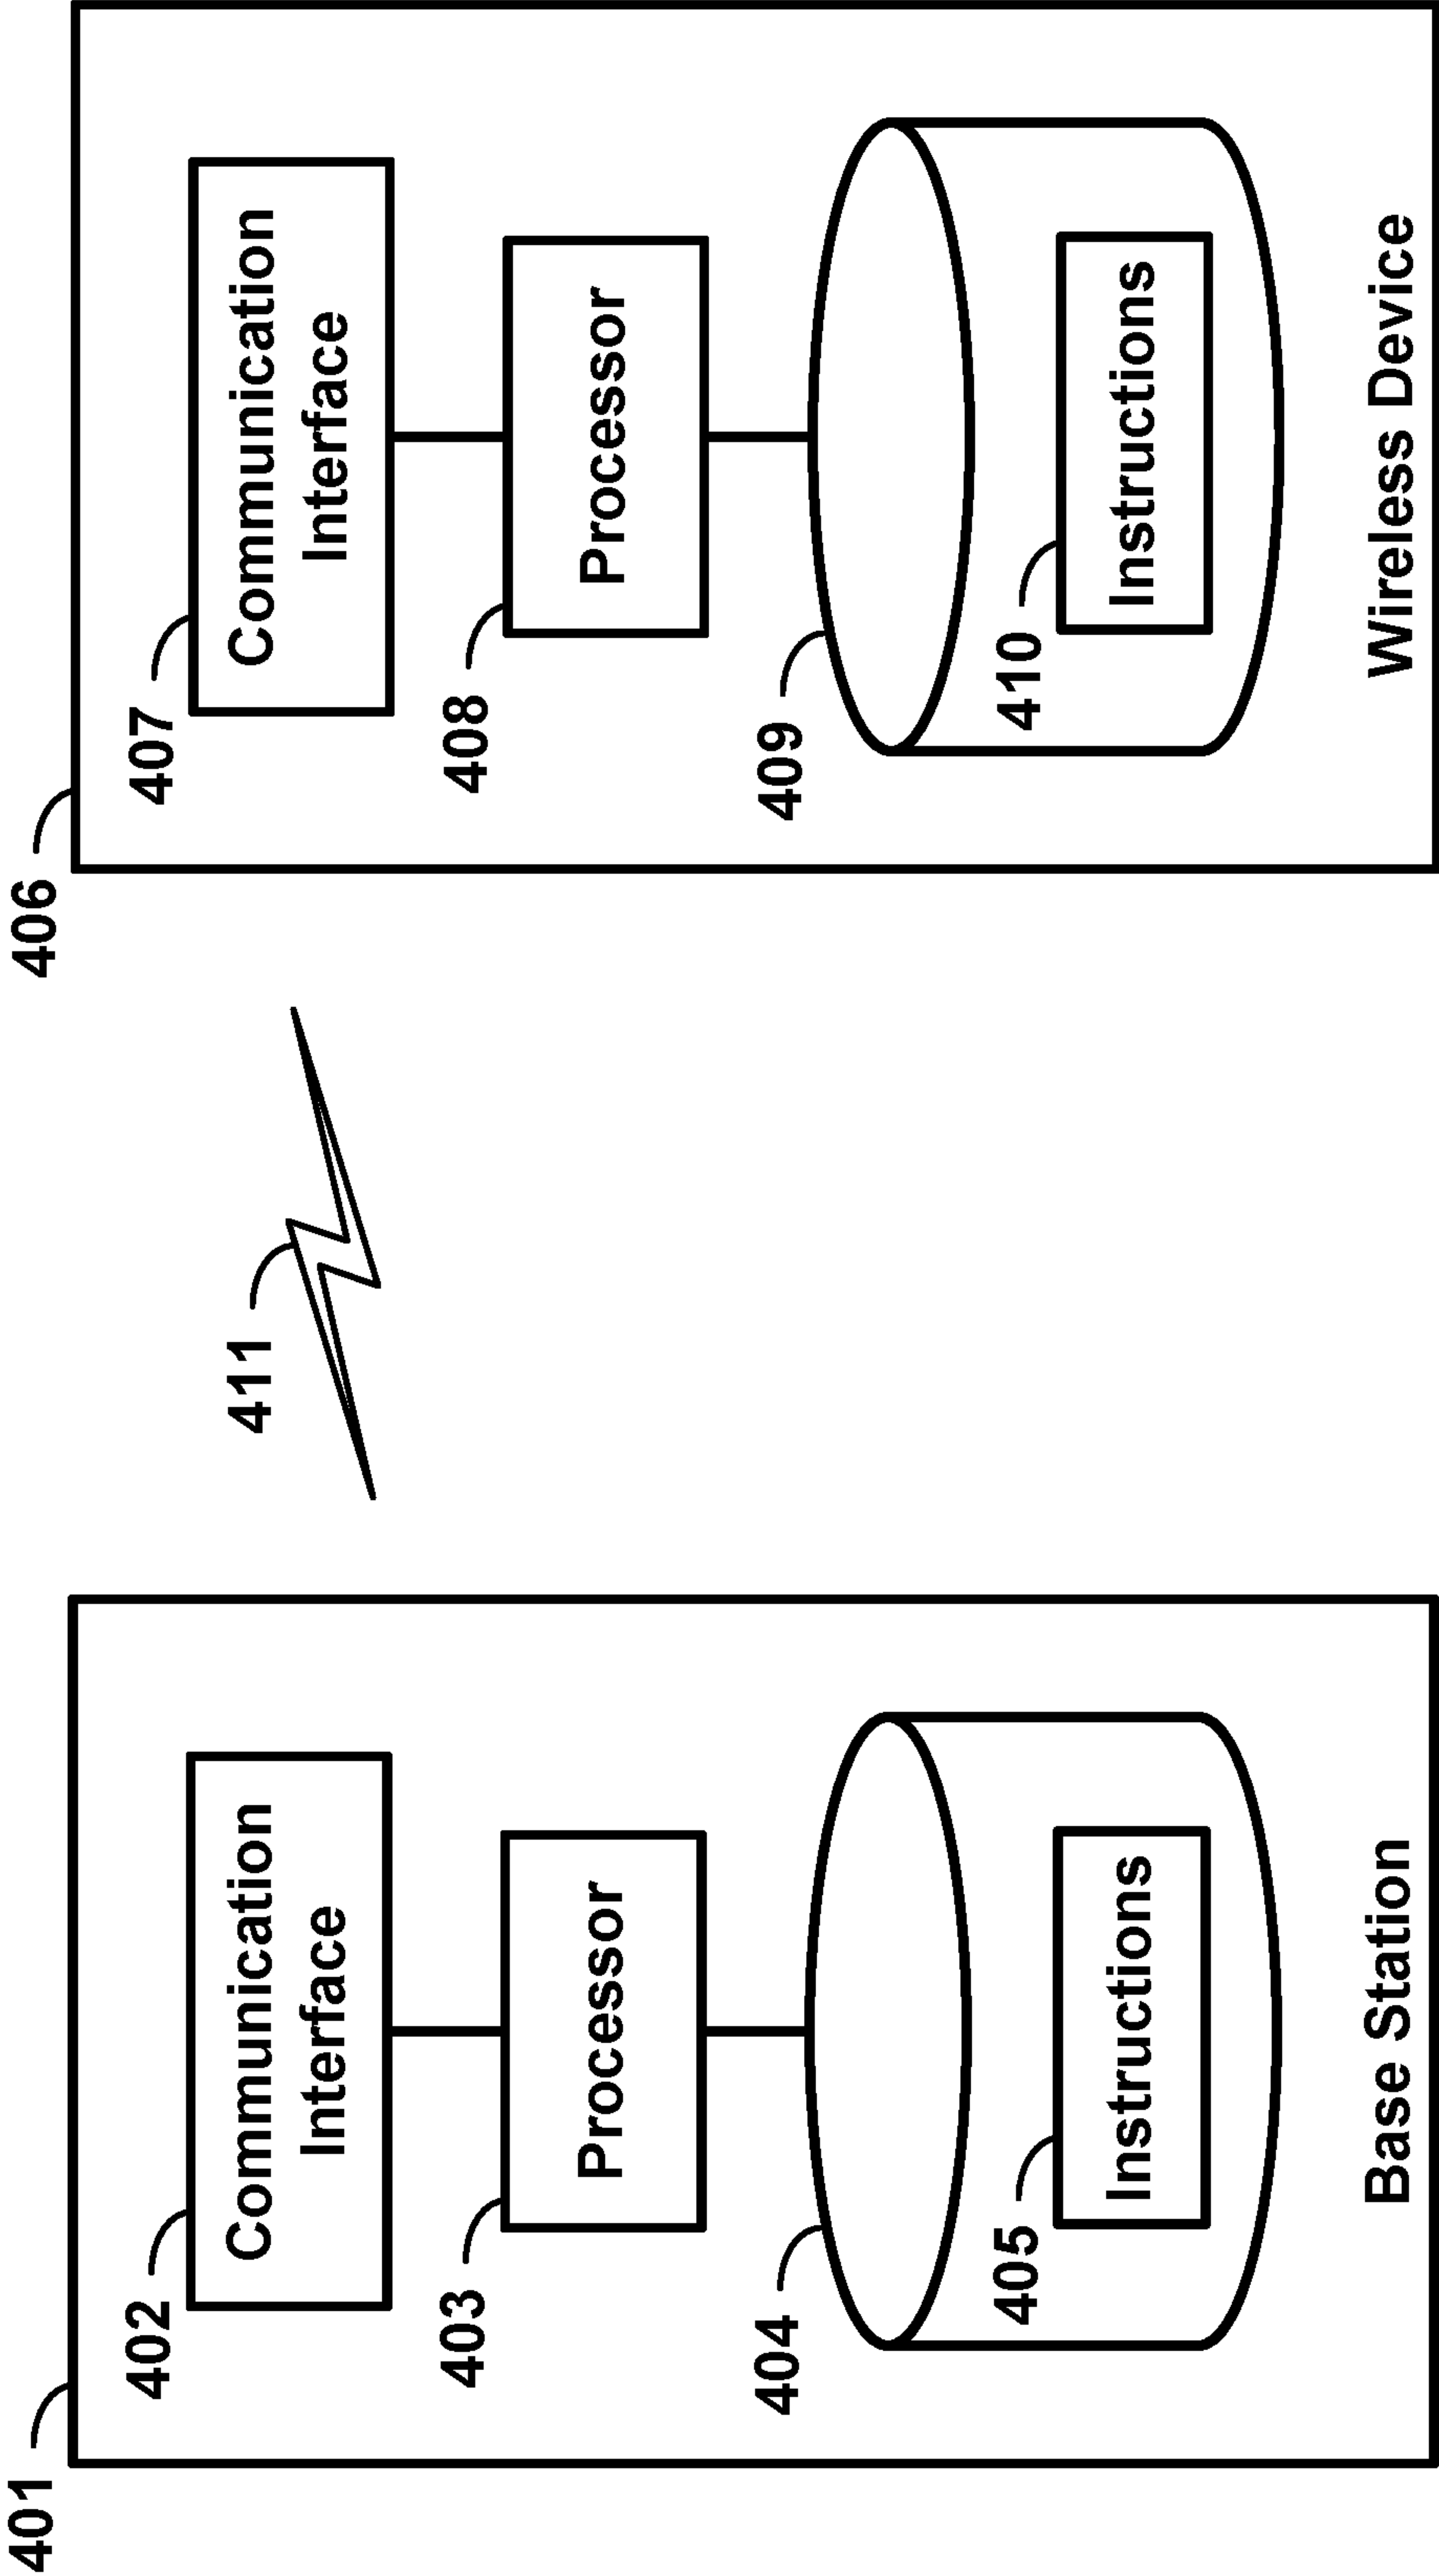 401
402
Communication
Interface
403
Processor
404
405
Instructions
Base Station
411
406
407
Communication
Interface
408
Processor
409
410
Instructions
Wireless Device